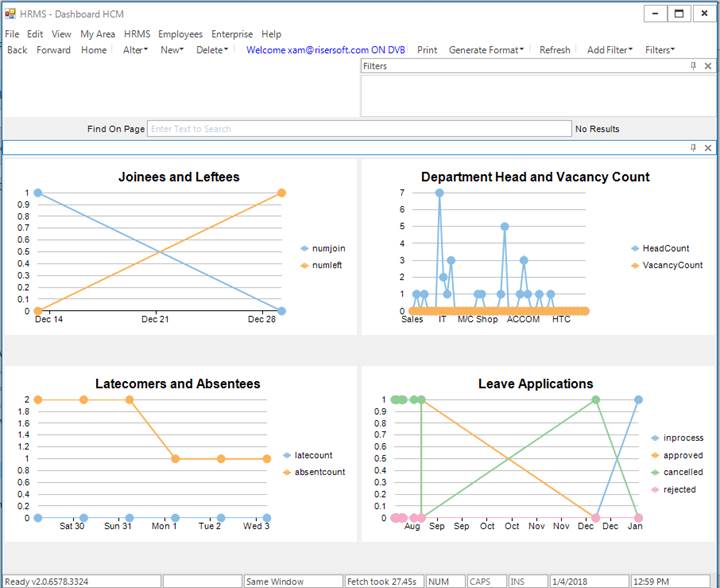 HRMS - Dashboard HCM
File Edit View My Area HRMS Employees Enterprise Help
Back Forward Home Alter New Delete Welcome xam@risersoft.com ON DVB Print Generate Format Refresh Add Filter Filters
Filters
Find On Page Enter Text to Search No Results
Joinees and Leftees
1
0.9
0.8
0.7
0.6
0.5
0.4
0.3
0.2
0.1
0
Dec 14 Dec 21 Dec 28
numjoin
numleft
Department Head and Vacancy Count
7
6
5
4
3
2
1
0
Sales IT M/C Shop ACCOM HTC
HeadCount
VacancyCount
Latecomers and Absentees
2
1.8
1.6
1.4
1.2
1
0.8
0.6
0.4
0.2
0
Sat 30 Sun 31 Mon 1 Tue 2 Wed 3
latecount
absentcount
Leave Applications
1
0.9
0.8
0.7
0.6
0.5
0.4
0.3
0.2
0.1
0
Aug Sep Sep Oct Oct Nov Nov Dec Dec Jan
inprocess
approved
cancelled
rejected
Ready v2.0.6578.3324 Same Window Fetch took 27.45s NUM CAPS INS 1/4/2018 12:59 PM